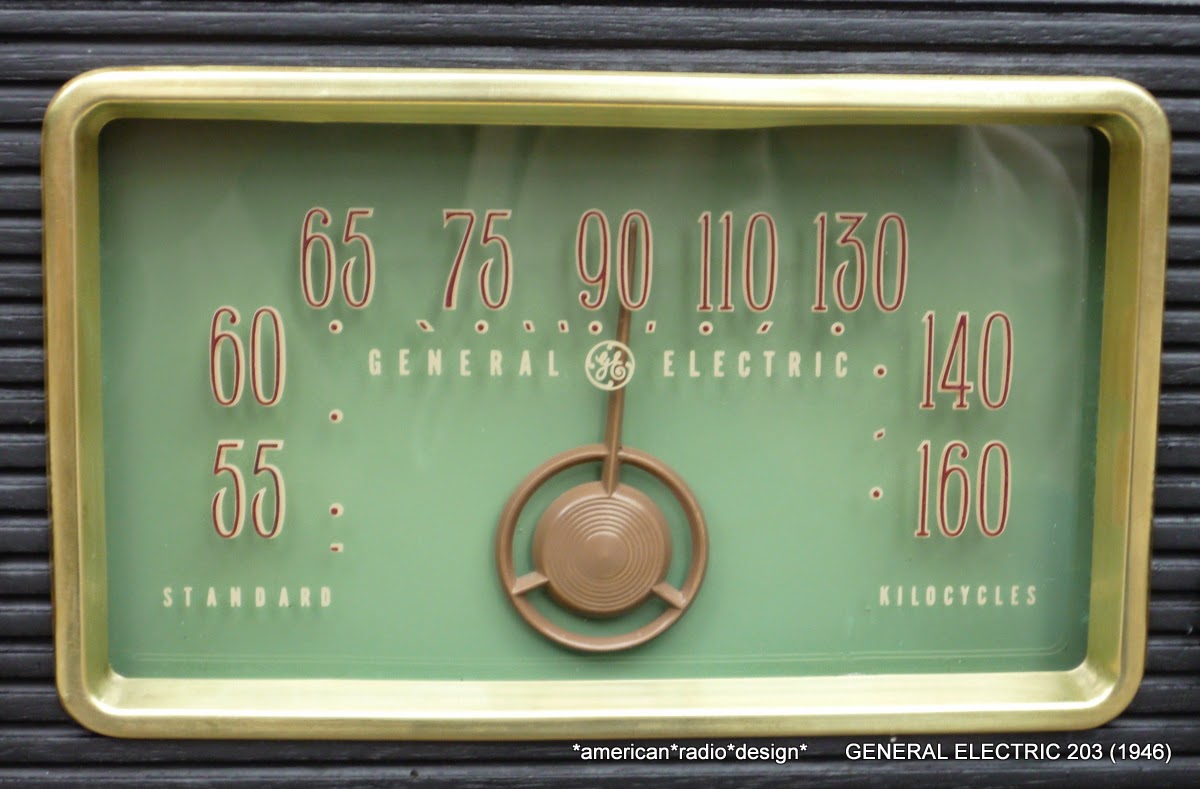 65 75 90 110 130
60 140
GENERAL GE ELECTRIC
55 160
STANDARD KILOCYCLES
*american*radio*design* GENERAL ELECTRIC 203 (1946)